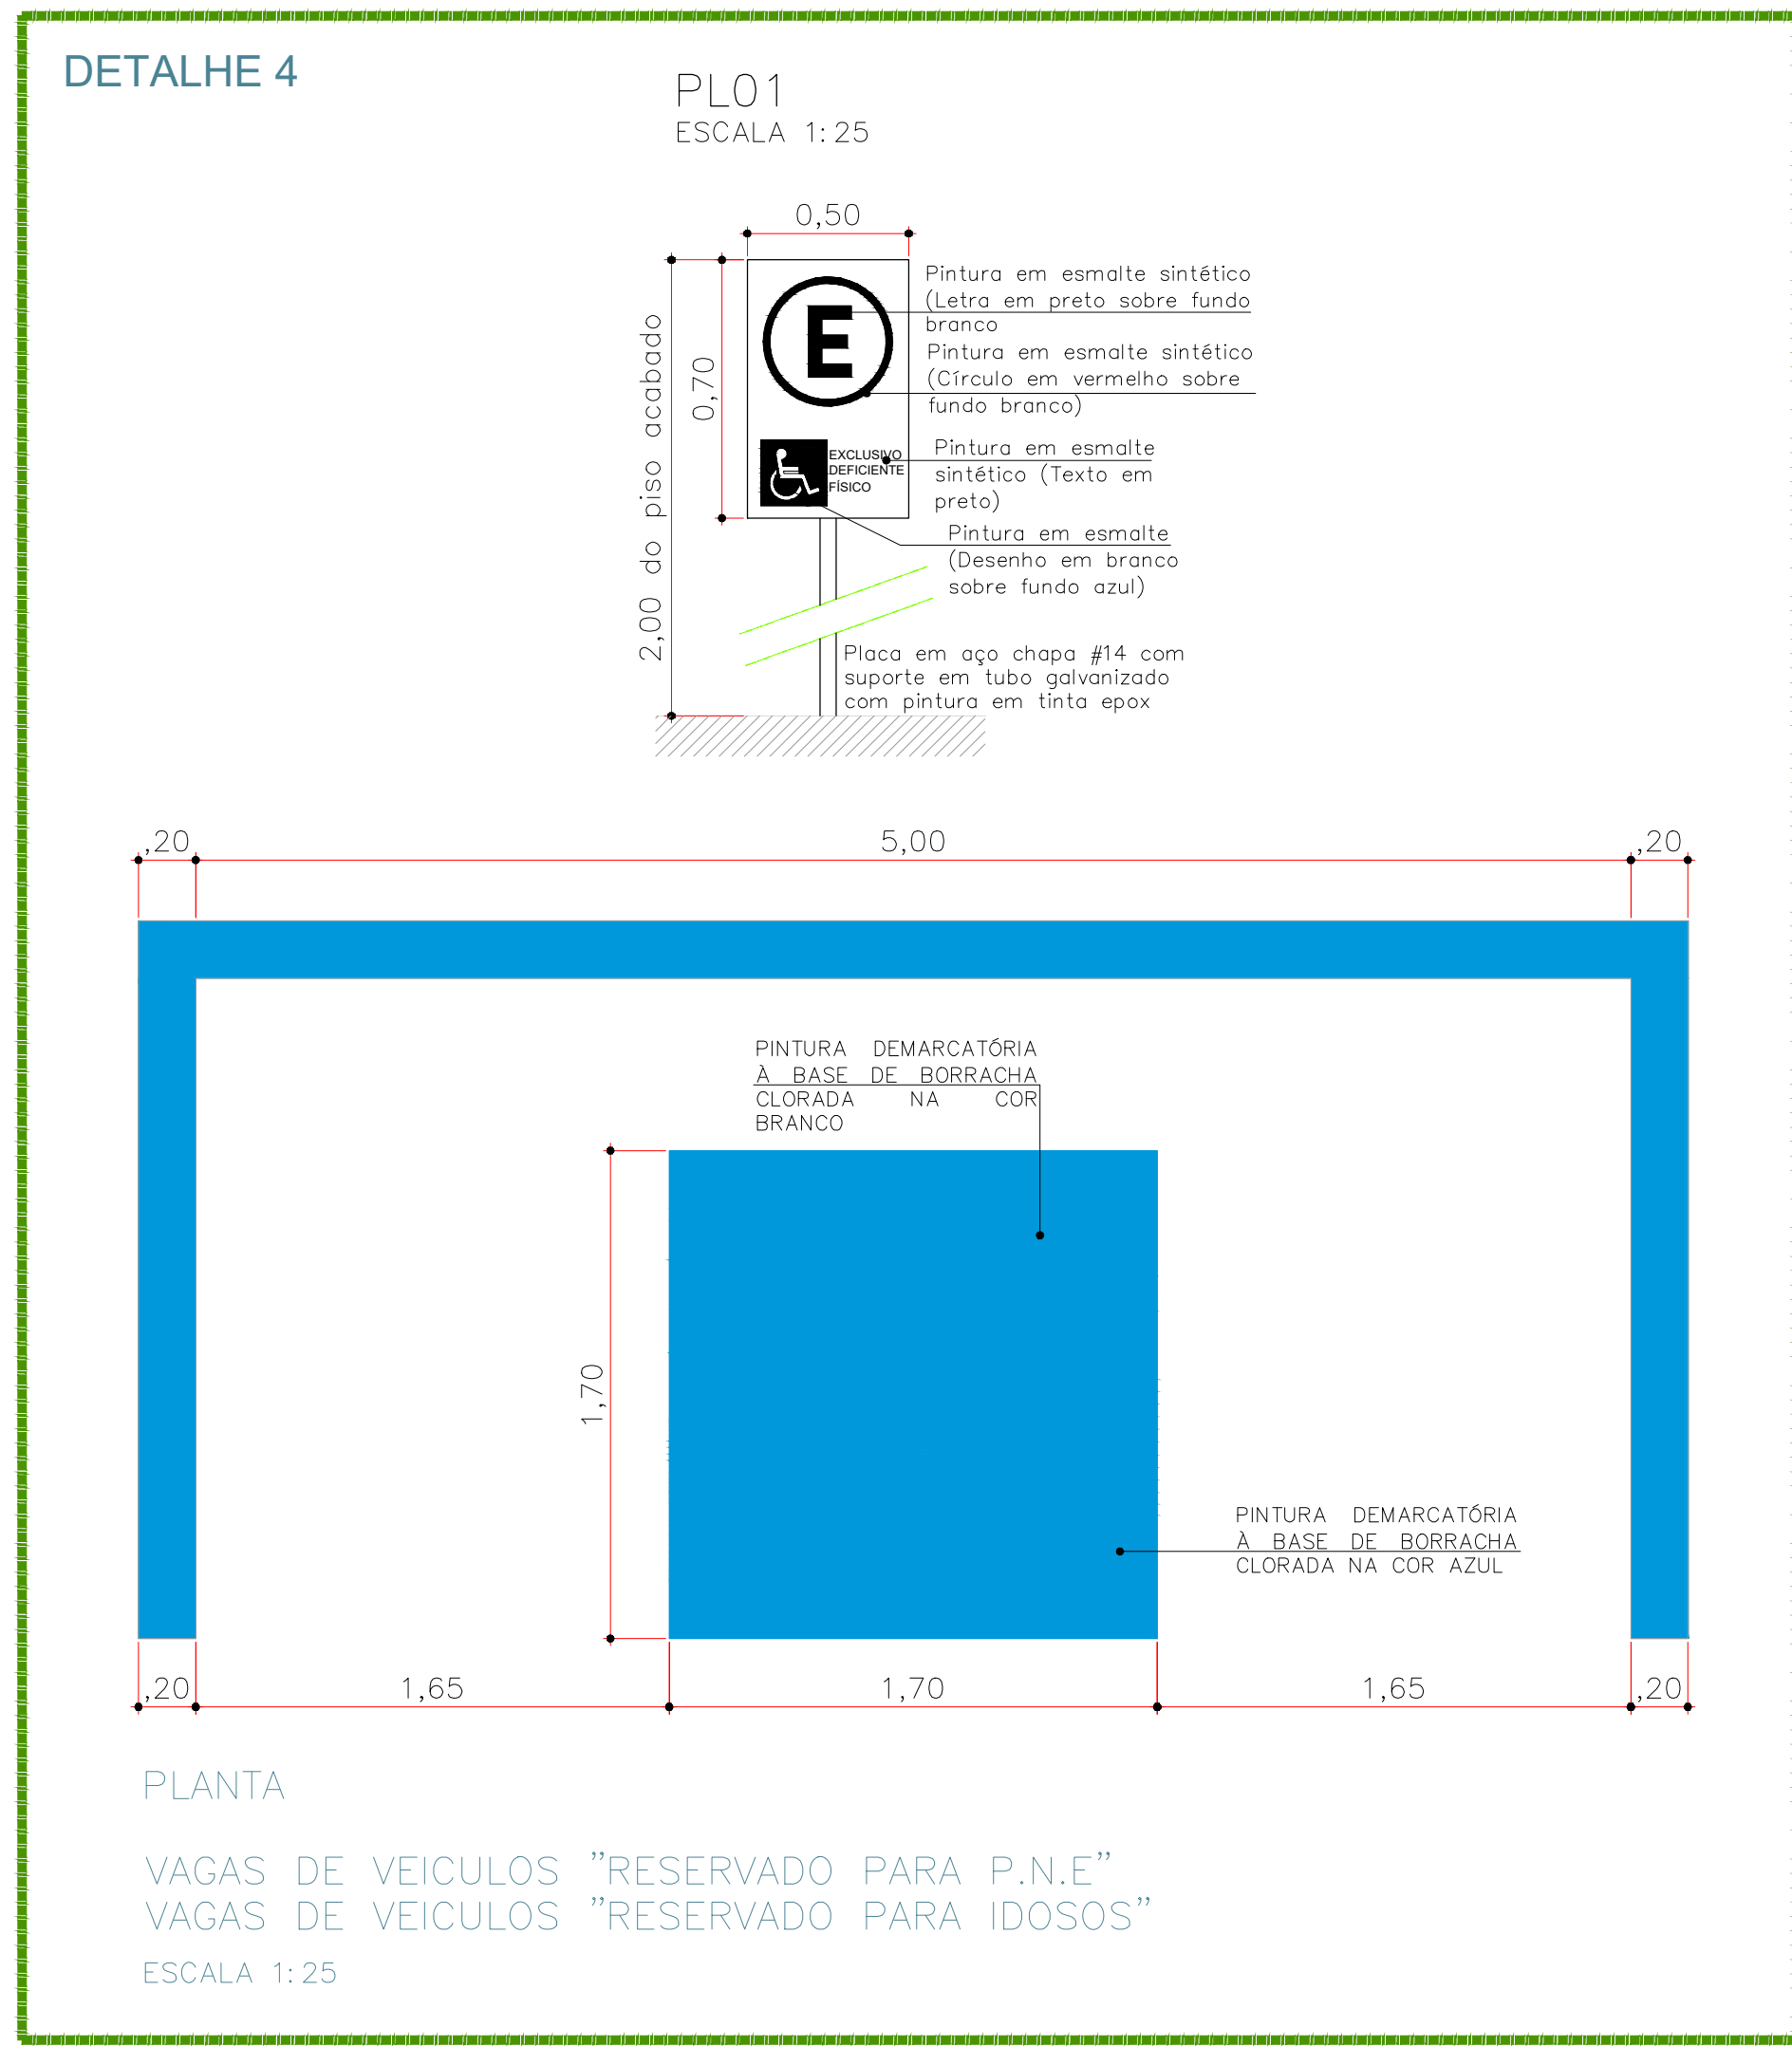 DETALHE 4
PL01
ESCALA 1:25
0,50
2,00 do piso acabado
0,70
E
EXCLUSIVO
DEFICIENTE
FÍSICO
Pintura em esmalte sintético
(Letra em preto sobre fundo
branco
Pintura em esmalte sintético
(Círculo em vermelho sobre
fundo branco)
Pintura em esmalte
sintético (Texto em
preto)
Pintura em esmalte
(Desenho em branco
sobre fundo azul)
Placa em aço chapa #14 com
suporte em tubo galvanizado
com pintura em tinta epox
,20 5,00 ,20
PINTURA DEMARCATÓRIA
À BASE DE BORRACHA
CLORADA NA COR
BRANCO
1,70
PINTURA DEMARCATÓRIA
À BASE DE BORRACHA
CLORADA NA COR AZUL
,20 1,65 1,70 1,65 ,20
PLANTA
VAGAS DE VEICULOS "RESERVADO PARA P.N.E"
VAGAS DE VEICULOS "RESERVADO PARA IDOSOS"
ESCALA 1:25